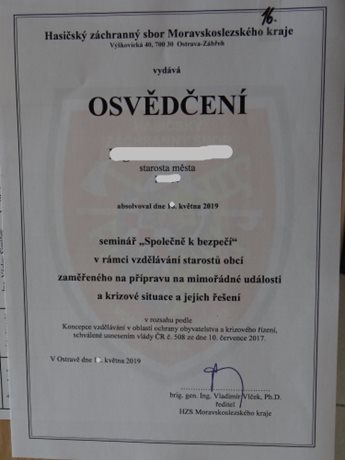 16.
Hasičský záchranný sbor Moravskoslezského kraje
Výškovická 40, 700 30 Ostrava-Zábřeh
vydává
OSVĚDČENÍ
starosta města
absolvoval dne 1 . května 2019
seminář „Společně k bezpečí“
v rámci vzdělávání starostů obcí
zaměřeného na přípravu na mimořádné události
a krizové situace a jejich řešení
v rozsahu podle
Koncepce vzdělávání v oblasti ochrany obyvatelstva a krizového řízení,
schválené usnesením vlády ČR č. 508 ze dne 10. července 2017.
V Ostravě dne 1 . května 2019
brig. gen. Ing. Vladimír Vlček, Ph.D.
ředitel
HZS Moravskoslezského kraje